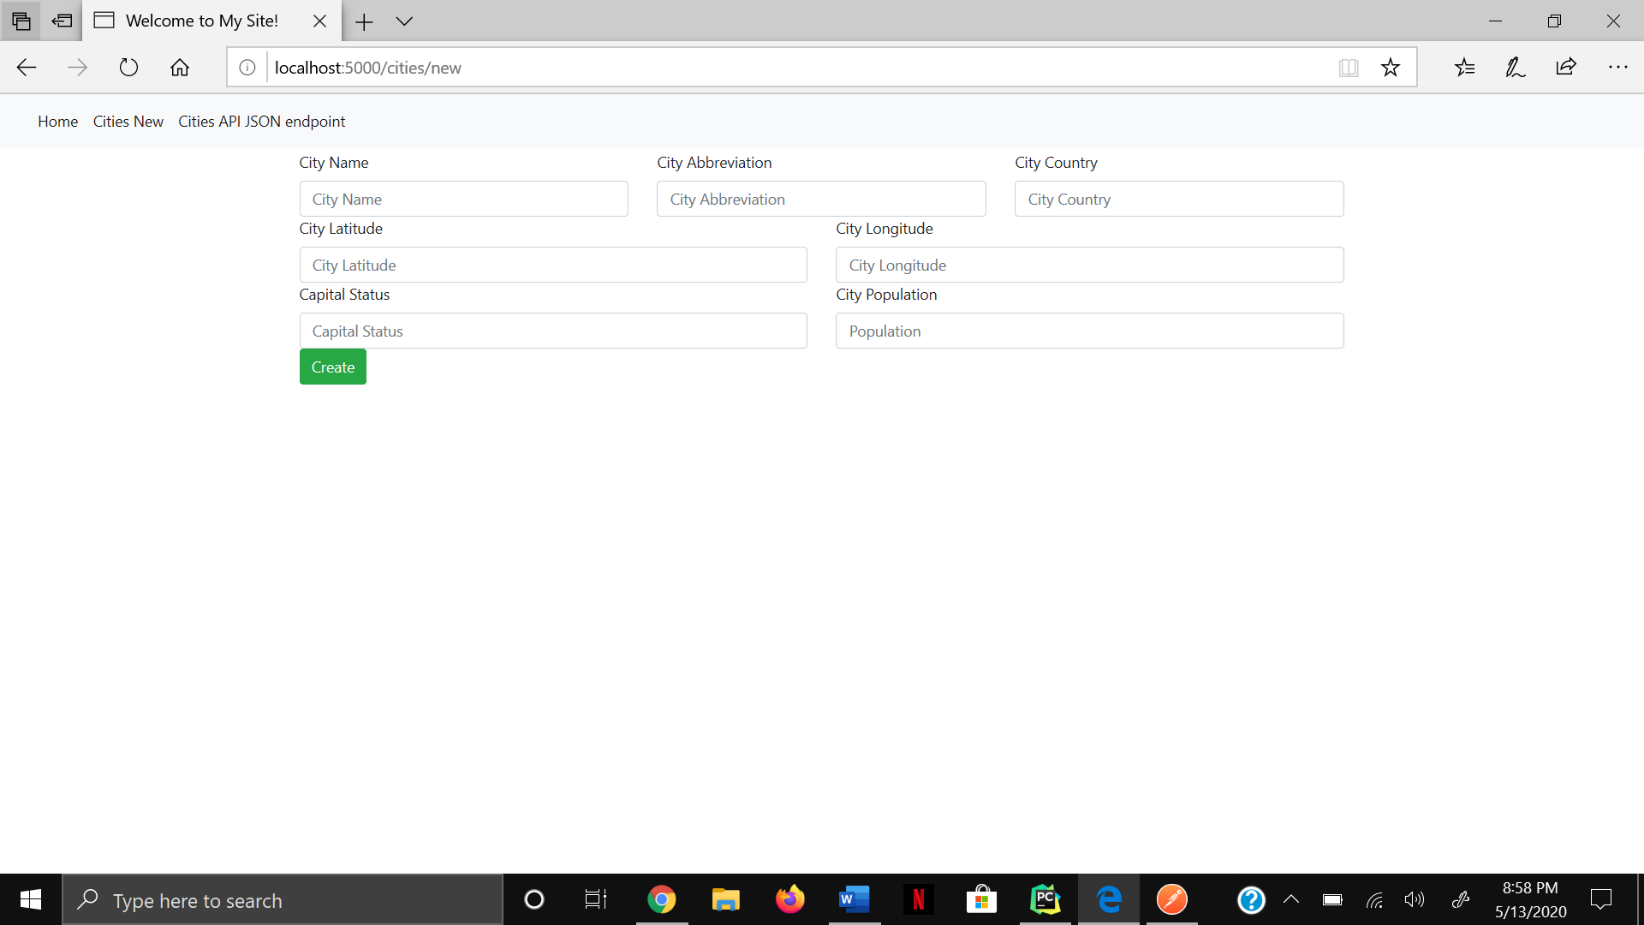 Welcome to My Site!
localhost:5000/cities/new
Home Cities New Cities API JSON endpoint
City Name City Abbreviation City Country
City Name City Abbreviation City Country
City Latitude City Longitude
City Latitude City Longitude
Capital Status City Population
Capital Status Population
Create
Type here to search
W
N
PC
8:58 PM
5/13/2020